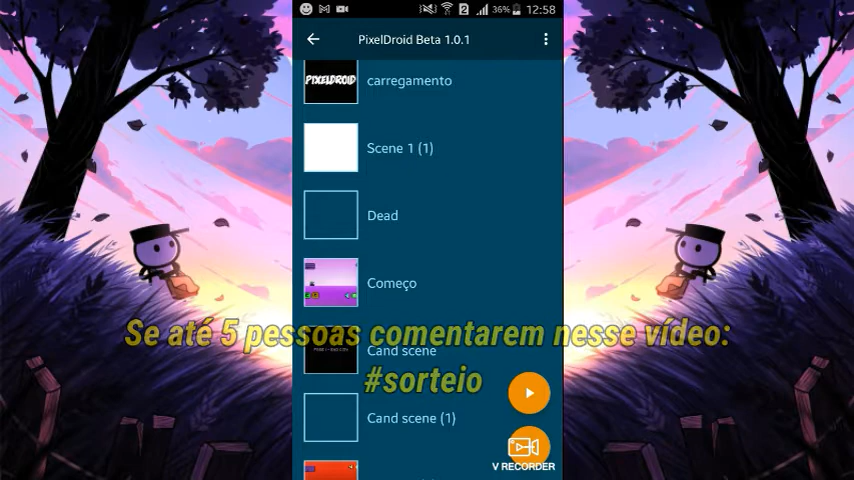 36% 12:58
PixelDroid Beta 1.0.1
PIXELDROID
carregamento
Scene 1 (1)
Dead
Começo
Se até 5 pessoas comentarem nesse vídeo:
Cand scene
#sorteio
Cand scene (1)
V RECORDER